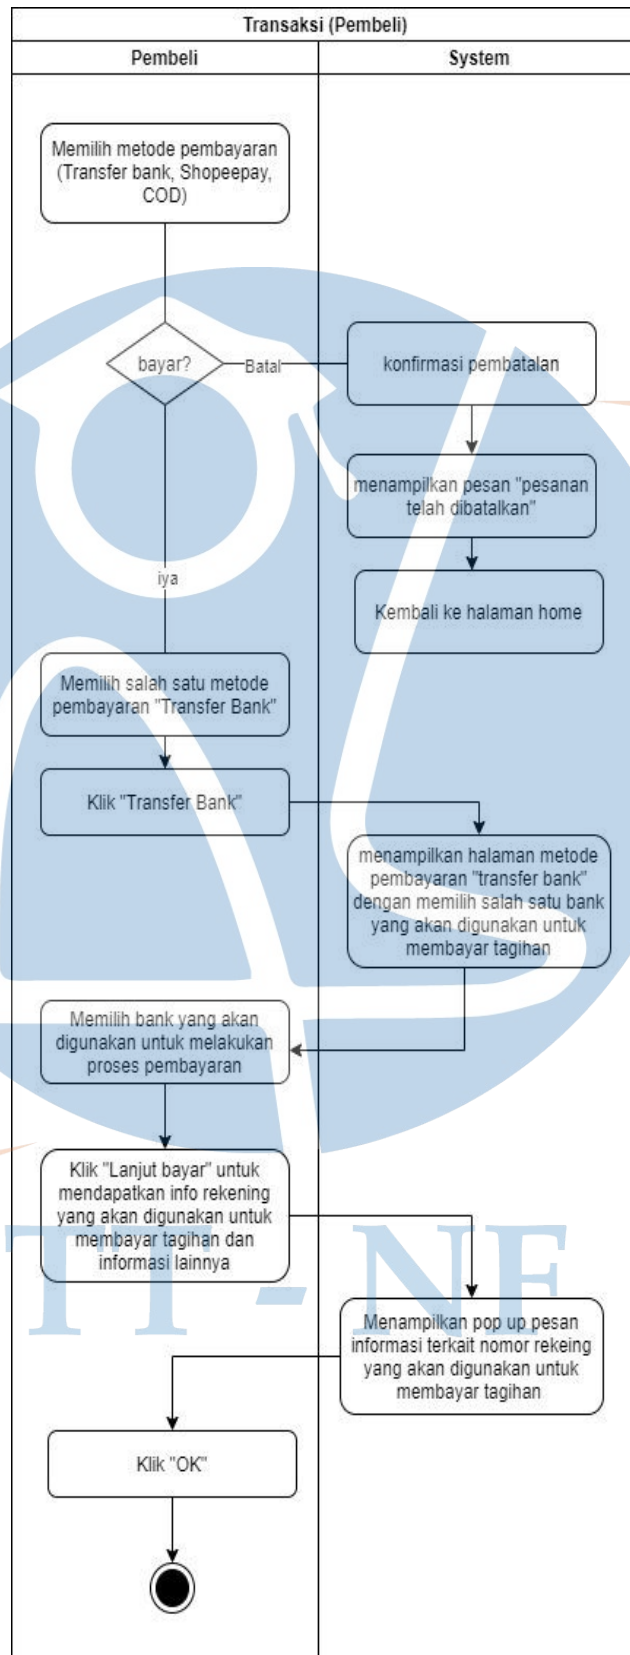 Transaksi (Pembeli)
Pembeli
System
Memilih metode pembayaran
(Transfer bank, Shopeepay,
COD)
bayar?
Batal
konfirmasi pembatalan
menampilkan pesan "pesanan
telah dibatalkan"
iya
Kembali ke halaman home
Memilih salah satu metode
pembayaran "Transfer Bank"
Klik "Transfer Bank"
menampilkan halaman metode
pembayaran "transfer bank"
dengan memilih salah satu bank
yang akan digunakan untuk
membayar tagihan
Memilih bank yang akan
digunakan untuk melakukan
proses pembayaran
Klik "Lanjut bayar" untuk
mendapatkan info rekening
yang akan digunakan untuk
membayar tagihan dan
informasi lainnya
TT - NF
Menampilkan pop up pesan
informasi terkait nomor rekeing
yang akan digunakan untuk
membayar tagihan
Klik "OK"